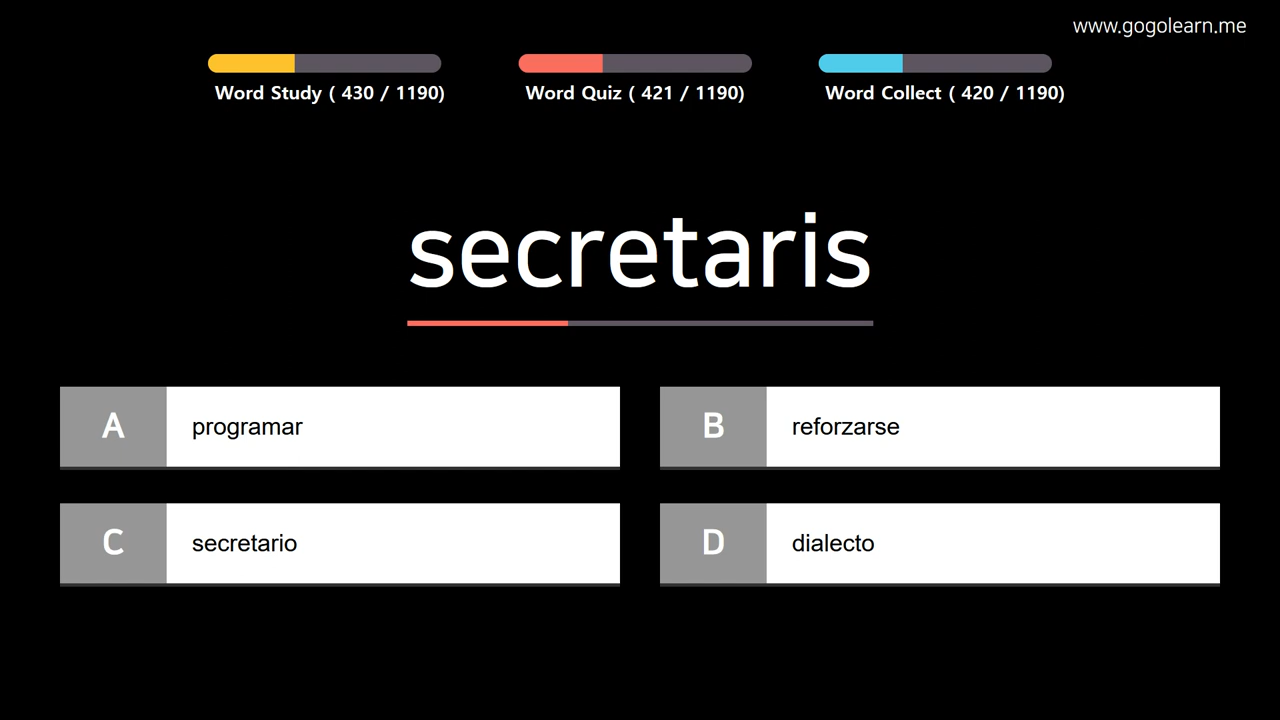 www.gogolearn.me
Word Study ( 430 / 1190)
Word Quiz ( 421 / 1190)
Word Collect ( 420 / 1190)
secretaris
A
programar
B
reforzarse
C
secretario
D
dialecto